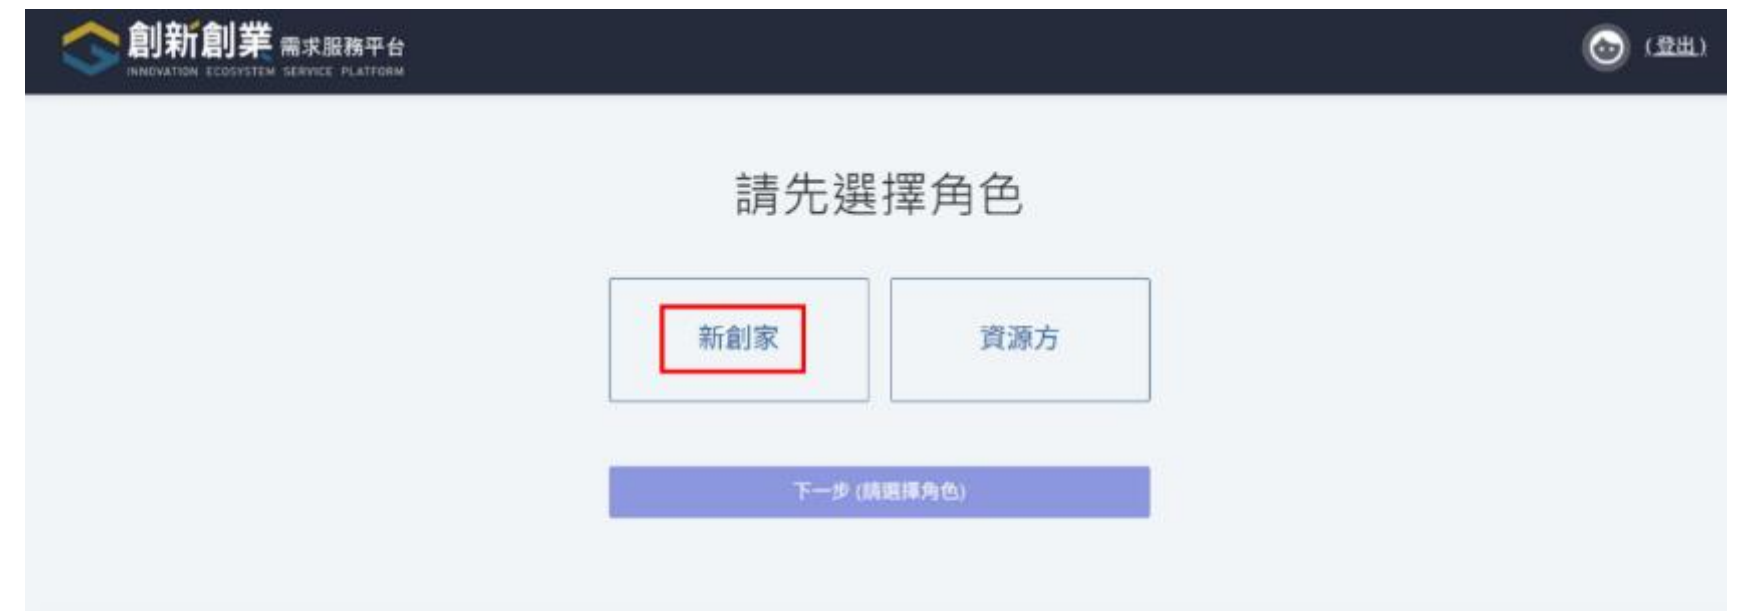 創新創業 需求服務平台
INNOVATION ECOSYSTEM SERVICE PLATFORM
(登出)
請先選擇角色
新創家
資源方
下一步 (請選擇角色)